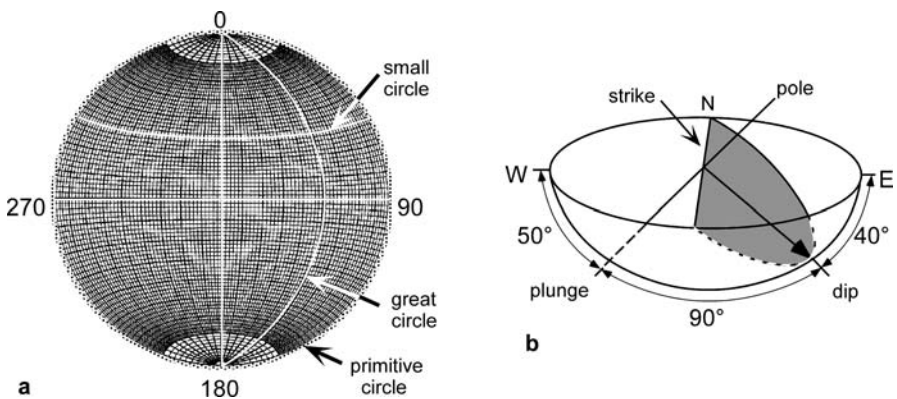 0
small
circle
270
90
great
circle
primitive
circle
180
a
strike
N
pole
W
E
50°
40°
plunge
dip
90°
b